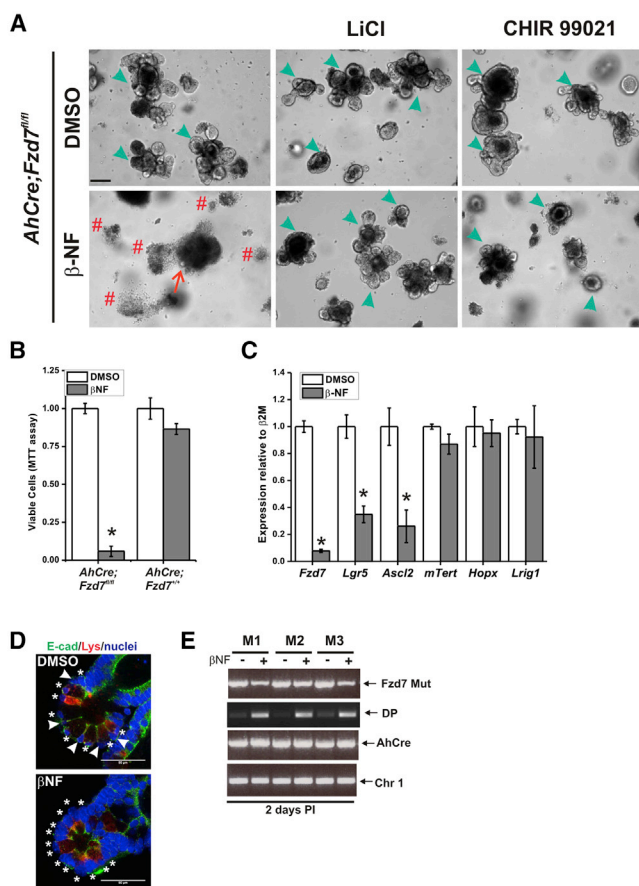 A
LiCl
CHIR 99021
AhCre;Fzd7fl/fl
DMSO
β-NF
#
#
#
#
#
B
DMSO
βNF
Viable Cells (MTT assay)
1.25
1.00
0.75
0.50
0.25
0.00
*
AhCre;
Fzd7fl/fl
AhCre;
Fzd7+/+
C
DMSO
β-NF
Expression relative to β2M
1.4
1.2
1.0
0.8
0.6
0.4
0.2
0.0
*
*
*
Fzd7
Lgr5
Ascl2
mTert
Hopx
Lrig1
D
E-cad/Lys/nuclei
DMSO
βNF
E
M1 M2 M3
βNF - + - + - +
Fzd7 Mut
DP
AhCre
Chr 1
2 days PI